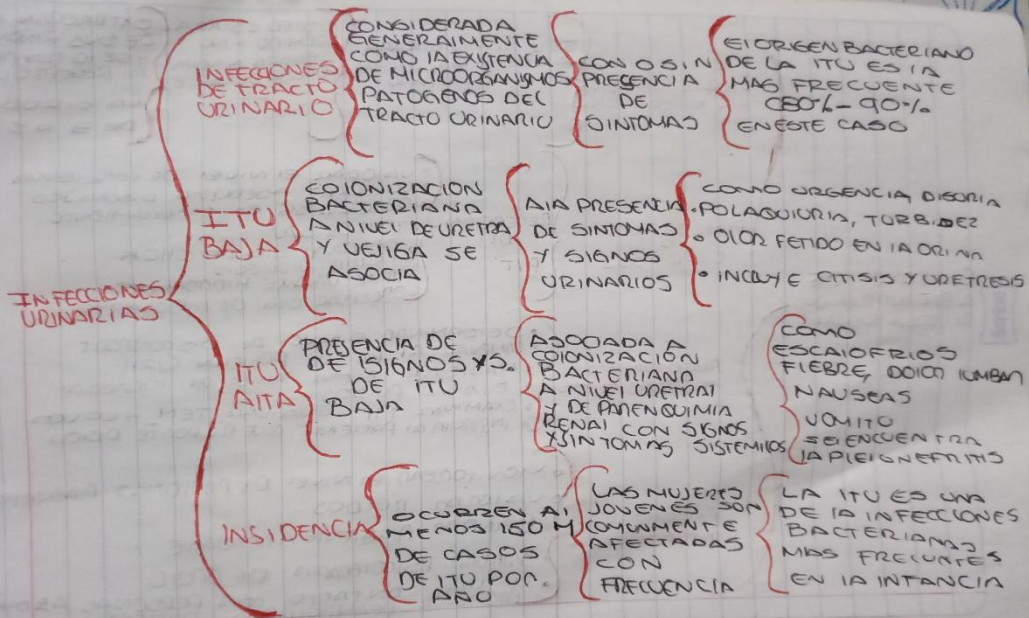 INFECCIONES
URINARIAS
INFECCIONES
DE TRACTO
URINARIO
CONSIDERADA
GENERALMENTE
COMO LA EXISTENCIA
DE MICROORGANISMOS
PATOGENOS DEL
TRACTO URINARIO
CON O SIN
PRESENCIA
DE
SINTOMAS
El ORIGEN BACTERIANO
DE LA ITU ES LA
MAS FRECUENTE
(80% - 90%
EN ESTE CASO
ITU
BAJA
COLONIZACION
BACTERIANA
A NIVEL DE URETRA
Y VEJIGA SE
ASOCIA
A LA PRESENCIA
DE SINTOMAS
Y SIGNOS
URINARIOS
COMO URGENCIA, DISORIA
• POLAQUIURIA, TURBIDEZ
• OLOR FETIDO EN LA ORINA
• INCLUYE CITISIS Y URETRESIS
ITU
ALTA
PRESENCIA DE
DE SIGNOS Y S.
DE ITU
BAJA
ASOCIADA A
COLONIZACIÓN
BACTERIANA
A NIVEL URETRAL
Y DE PARENQUIMIA
RENAL CON SIGNOS
Y SINTOMAS SISTEMICOS
COMO
ESCALOFRIOS
FIEBRE, DOLOR LUMBAR
NAUSEAS
VOMITO
SE ENCUENTRA
LA PIELONEFRITIS
INSIDENCIA
OCURREN AL
MENOS 150 M
DE CASOS
DE ITU POR.
AÑO
LAS MUJERES
JOVENES SON
COMUNMENTE
AFECTADAS
CON
FRECUENCIA
LA ITU ES UNA
DE LA INFECCIONES
BACTERIANAS
MAS FRECUNTES
EN LA INTANCIA